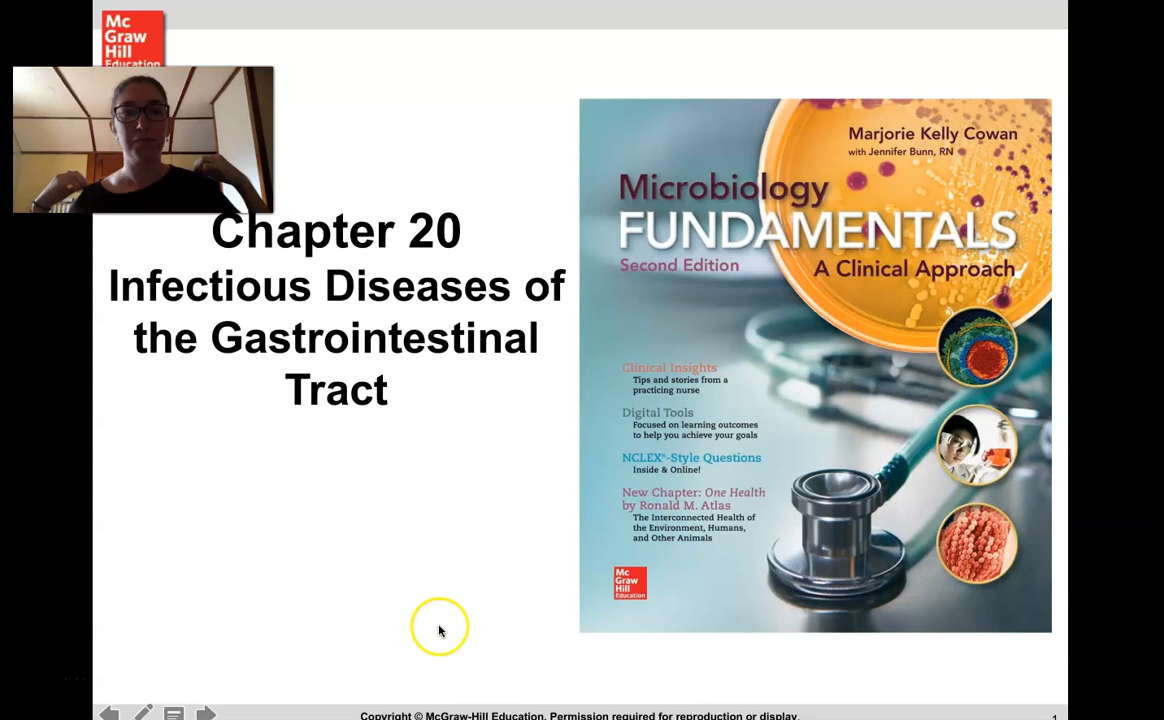 Mc
Graw
Hill
Education
Chapter 20
Infectious Diseases of
the Gastrointestinal
Tract
Marjorie Kelly Cowan
with Jennifer Bunn, RN
Microbiology
FUNDAMENTALS
Second Edition
A Clinical Approach
Clinical Insights
Tips and stories from a
practicing nurse
Digital Tools
Focused on learning outcomes
to help you achieve your goals
NCLEX®-Style Questions
Inside & Online!
New Chapter: One Health
by Ronald M. Atlas
The Interconnected Health of
the Environment, Humans,
and Other Animals
Mc
Graw
Hill
Education
Copyright © McGraw-Hill Education. Permission required for reproduction or display.
1